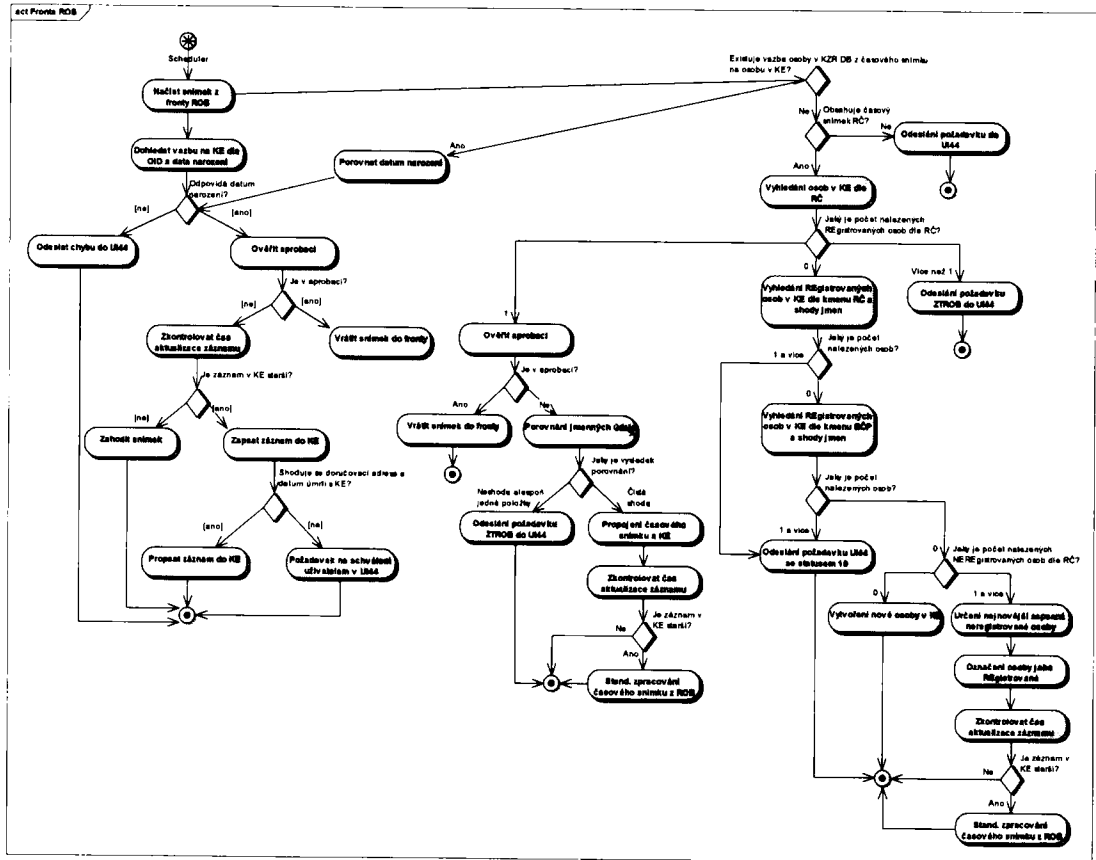 act Fronta ROB
Scheduler
Načíst snímek z
fronty ROB
Dohledat vazbu na KE dle
OID a data narození
Odpovídá datum
narození?
[ne]
[ano]
Odeslat chybu do UI44
Ověřit aprobaci
Je v aprobaci?
[ne]
[ano]
Zkontrolovat čas
aktualizace záznamu
Vrátit snímek do fronty
Je záznam v KE starší?
[ne]
[ano]
Zahodit snímek
Zapsat záznam do KE
Shoduje se doručovací adresa a
datum úmrtí s KE?
[ano]
[ne]
Propsat záznam do KE
Požadavek na schválení
uživatelem v UI44
Ano
Porovnat datum narození
Existuje vazba osoby v KZR DB z časového snímku
na osobu v KE?
Ne
Obsahuje časový
snímek RČ?
Ne
Odeslání požadavku do
UI44
Ano
Vyhledání osob v KE dle
RČ
Jaký je počet nalezených
REgistrovaných osob dle RČ?
1
0
Více než 1
Odeslání požadavku
ZTROB do UI44
Vyhledání REgistrovaných
osob v KE dle kmenu RČ a
shody jmen
Jaký je počet
nalezených osob?
1 a více
0
Vyhledání REgistrovaných
osob v KE dle kmenu BČP
a shody jmen
Jaký je počet
nalezených osob?
1 a více
0
Odeslání požadavku UI44
se statusem 10
Jaký je počet nalezených
NEREgistrovaných osob dle RČ?
0
1 a více
Vytvoření nové osoby v KE
Určení nejnovější zapsané
neregistrované osoby
Označení osoby jako
REgistrované
Zkontrolovat čas
aktualizace záznamu
Je záznam v
KE starší?
Ne
Ano
Stand. zpracování
časového snímku z ROB
Ověřit aprobaci
Je v aprobaci?
Ano
Ne
Vrátit snímek do fronty
Porovnání jmenných údajů
Jaký je výsledek
porovnání?
Neshoda alespoň
jedné položky
Čistá
shoda
Odeslání požadavku
ZTROB do UI44
Propojení časového
snímku s KE
Zkontrolovat čas
aktualizace záznamu
Je záznam v
KE starší?
Ne
Ano
Stand. zpracování
časového snímku z ROB